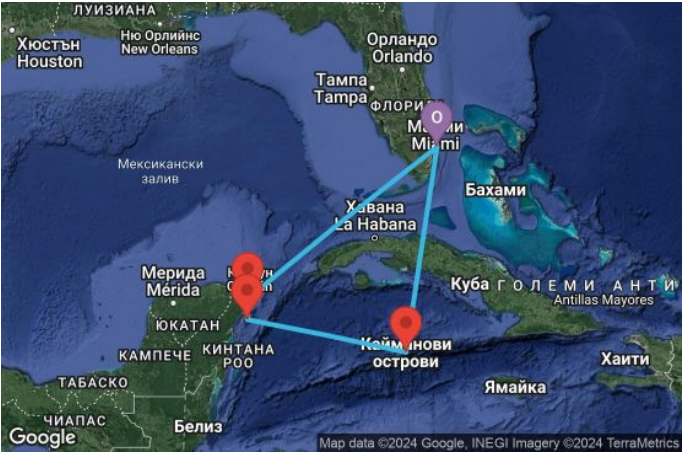 ЛУИЗИАНА
Хюстън
Houston
Ню Орлийнс
New Orleans
Орландо
Orlando
Тампа
Tampa
O
Miami
Мексикански
залив
Бахами
Хавана
La Habana
Мерида
Mérida
Куба
ГОЛЕМИ АНТИ
Antillas Mayores
ЮКАТАН
КАМПЕЧЕ
КИНТАНА
РОО
острови
Хаити
ТАБАСКО
Ямайка
ЧИАПАС
Белиз
Google
Map data ©2024 Google, INEGI Imagery ©2024 TerraMetrics